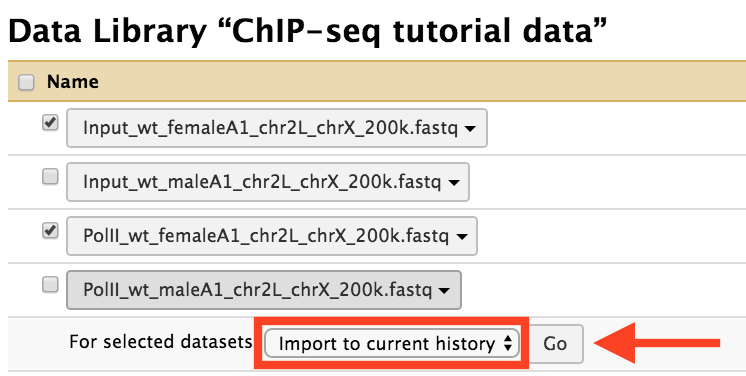 Data Library “ChIP-seq tutorial data”
Name
Input_wt_femaleA1_chr2L_chrX_200k.fastq
Input_wt_maleA1_chr2L_chrX_200k.fastq
PolII_wt_femaleA1_chr2L_chrX_200k.fastq
PolII_wt_maleA1_chr2L_chrX_200k.fastq
For selected datasets Import to current history Go